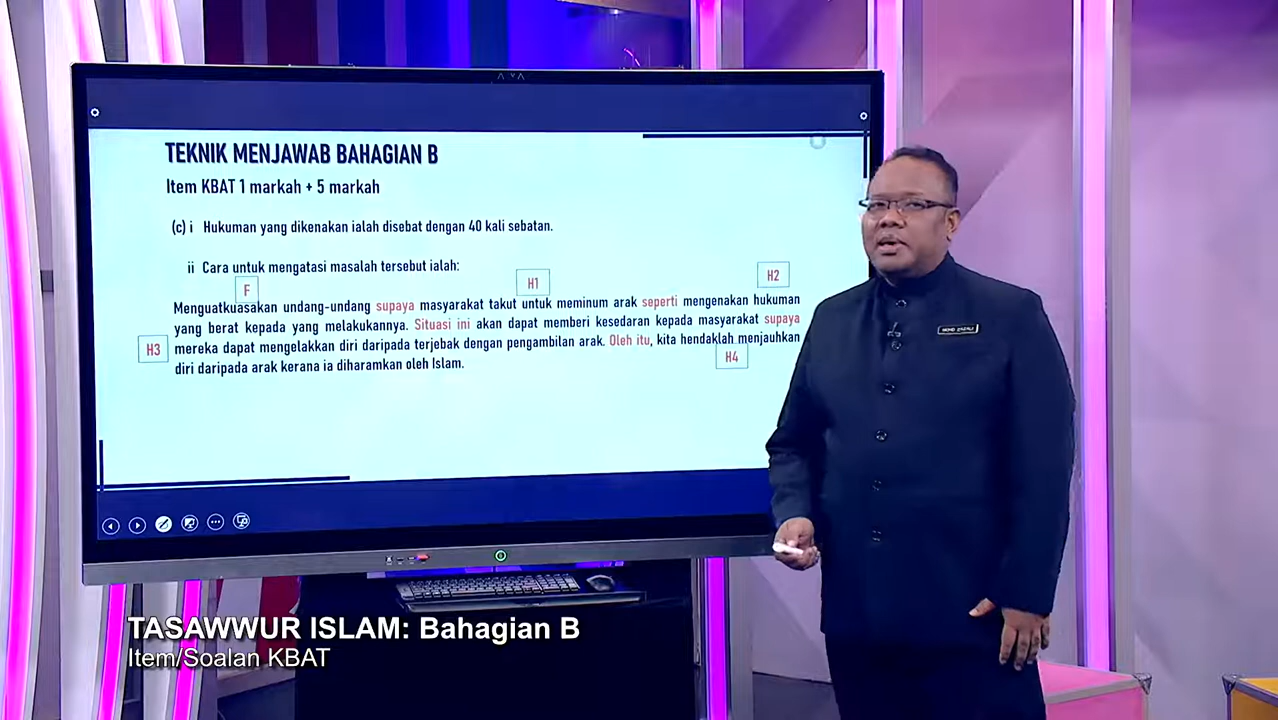 TEKNIK MENJAWAB BAHAGIAN B
Item KBAT 1 markah + 5 markah
(c) i Hukuman yang dikenakan ialah disebat dengan 40 kali sebatan.
ii Cara untuk mengatasi masalah tersebut ialah:
F
H1
H2
Menguatkuasakan undang-undang supaya masyarakat takut untuk meminum arak seperti mengenakan hukuman
yang berat kepada yang melakukannya. Situasi ini akan dapat memberi kesedaran kepada masyarakat supaya
H3
mereka dapat mengelakkan diri daripada terjebak dengan pengambilan arak. Oleh itu, kita hendaklah menjauhkan
H4
diri daripada arak kerana ia diharamkan oleh Islam.
TASAWWUR ISLAM: Bahagian B
Item/Soalan KBAT